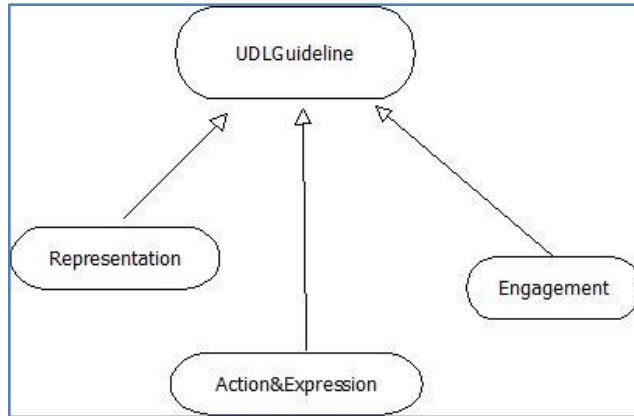 UDLGuideline
Representation
Engagement
Action&Expression